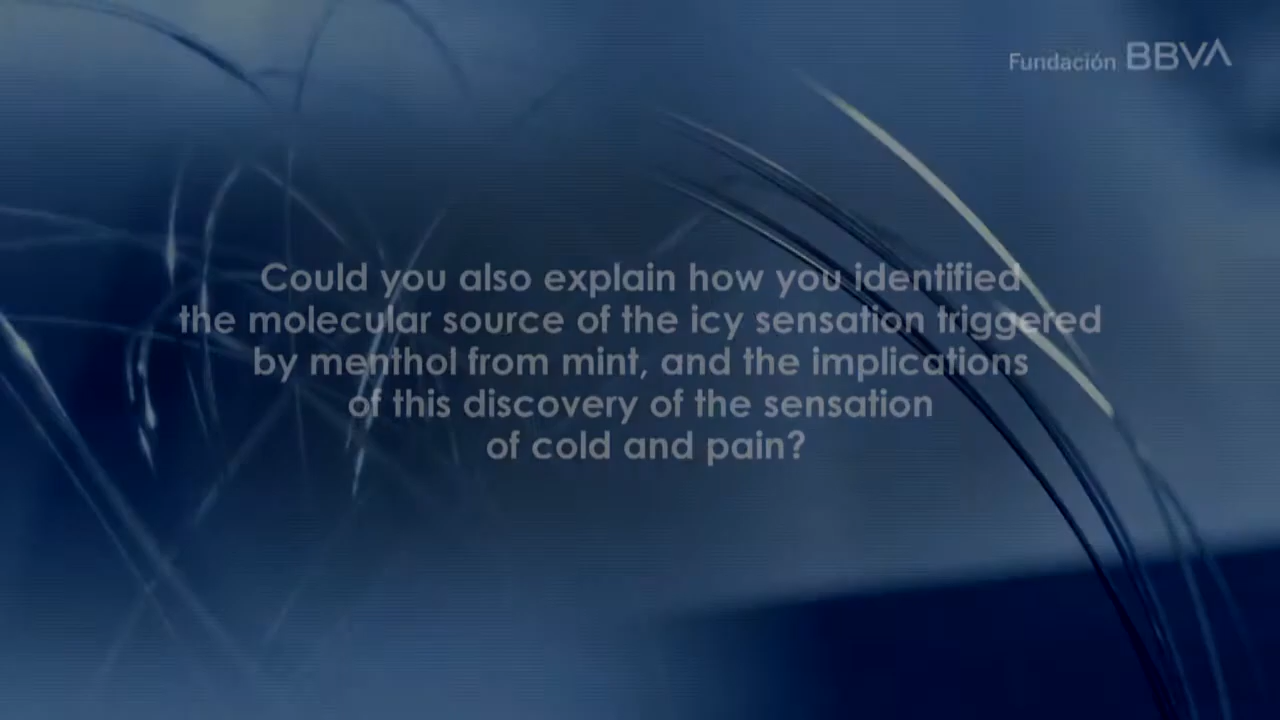 Fundación BBVA
Could you also explain how you identified
the molecular source of the icy sensation triggered
by menthol from mint, and the implications
of this discovery of the sensation
of cold and pain?